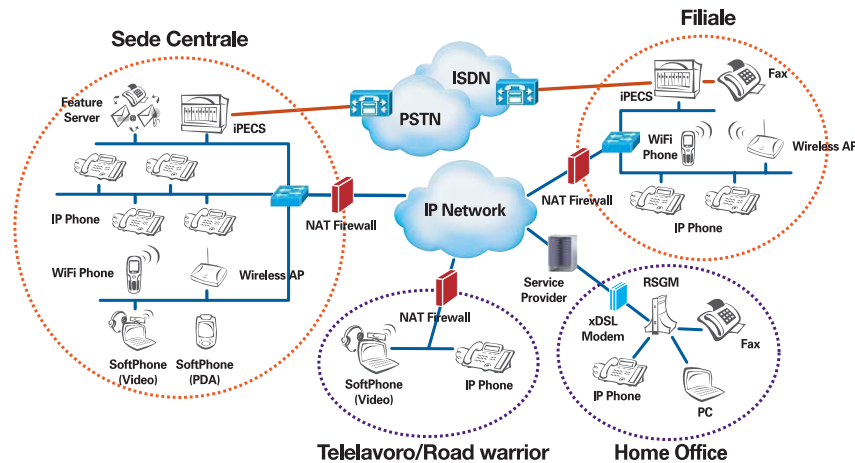 Sede Centrale
Feature
Server
iPECS
IP Phone
WiFi Phone
Wireless AP
SoftPhone
(Video)
SoftPhone
(PDA)
NAT Firewall
ISDN
PSTN
IP Network
Filiale
iPECS
Fax
WiFi
Phone
Wireless AP
IP Phone
NAT Firewall
Service
Provider
NAT Firewall
SoftPhone
(Video)
IP Phone
Telelavoro/Road warrior
RSGM
xDSL
Modem
Fax
IP Phone
PC
Home Office